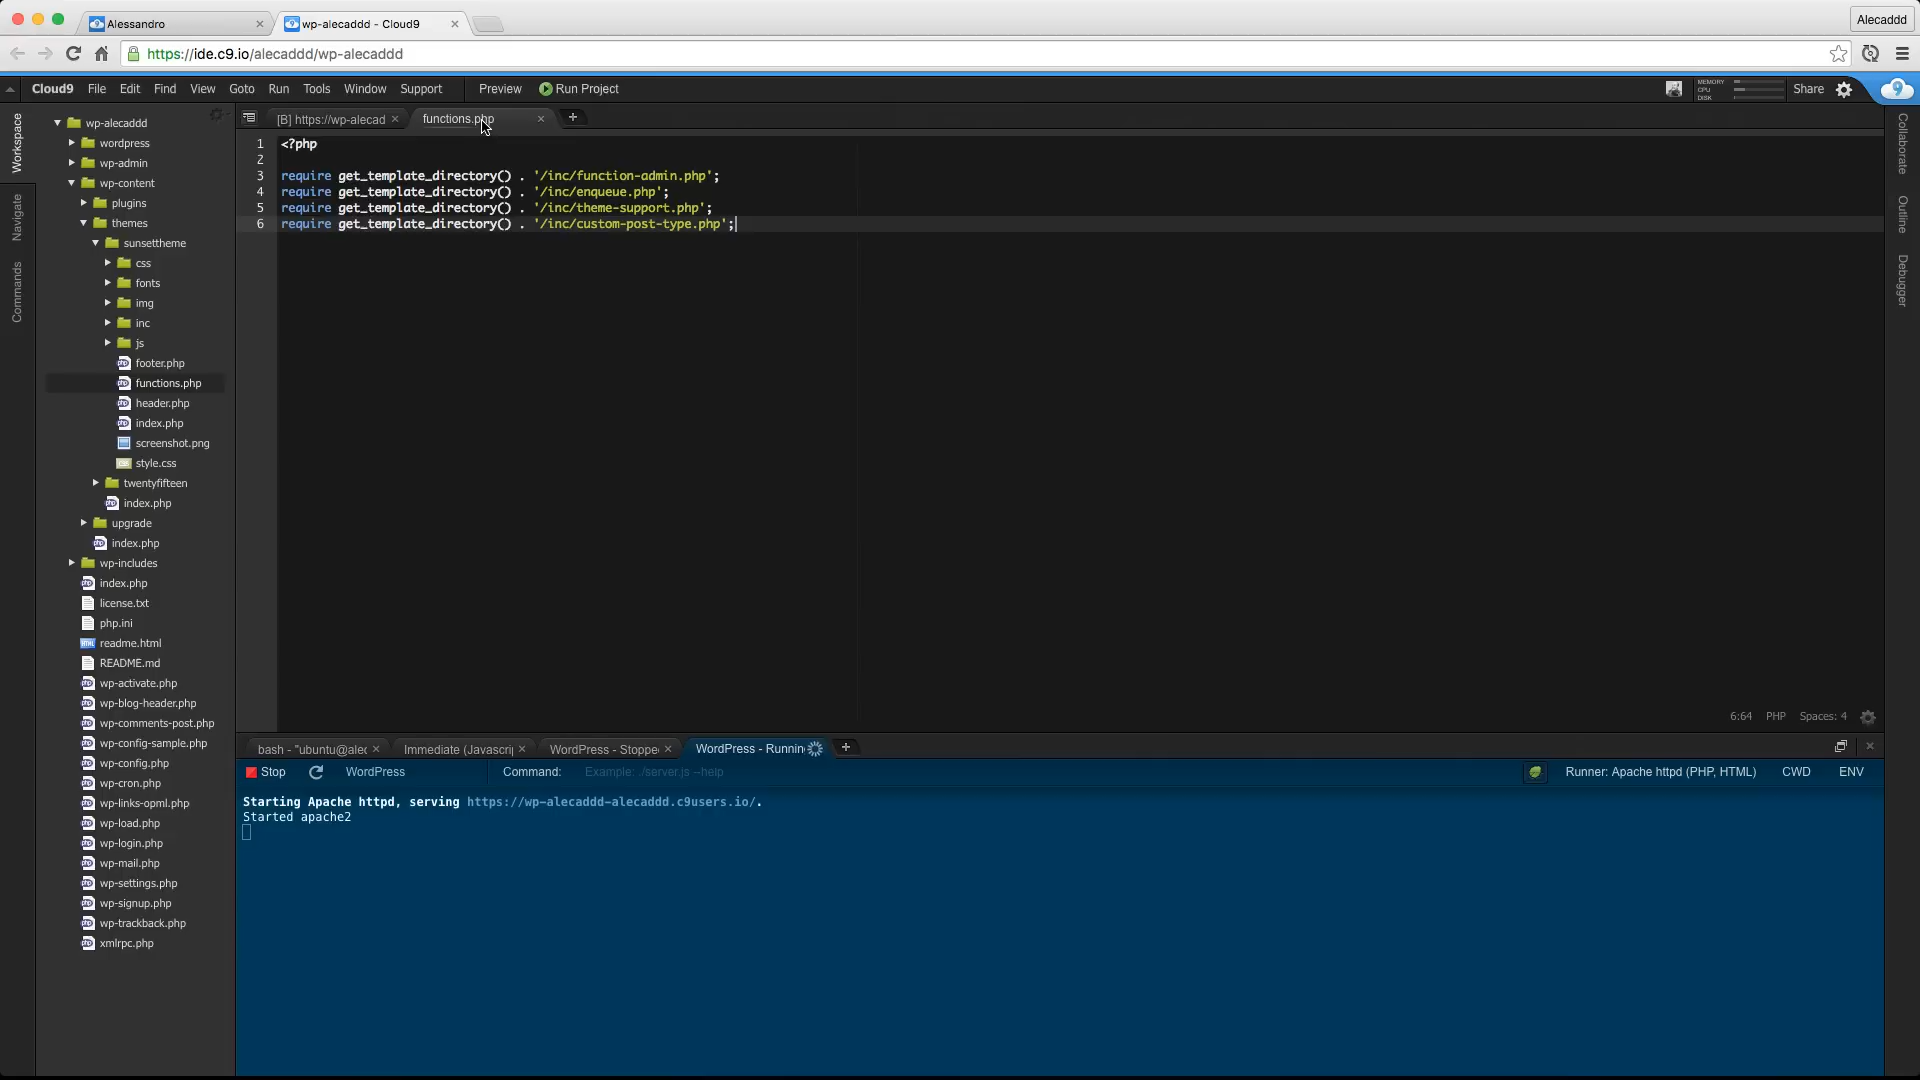 Alessandro
wp-alecaddd - Cloud9
Alecaddd
https://ide.c9.io/alecaddd/wp-alecaddd
Cloud9 File Edit Find View Goto Run Tools Window Support Preview Run Project
MEMORY
CPU
DISK
Share
Workspace
Navigate
Commands
wp-alecaddd
wordpress
wp-admin
wp-content
plugins
themes
sunsettheme
css
fonts
img
inc
js
footer.php
functions.php
header.php
index.php
screenshot.png
style.css
twentyfifteen
index.php
upgrade
index.php
wp-includes
index.php
license.txt
php.ini
readme.html
README.md
wp-activate.php
wp-blog-header.php
wp-comments-post.php
wp-config-sample.php
wp-config.php
wp-cron.php
wp-links-opml.php
wp-load.php
wp-login.php
wp-mail.php
wp-settings.php
wp-signup.php
wp-trackback.php
xmlrpc.php
[B] https://wp-alecad
functions.php
1 <?php
2
3 require get_template_directory() . '/inc/function-admin.php';
4 require get_template_directory() . '/inc/enqueue.php';
5 require get_template_directory() . '/inc/theme-support.php';
6 require get_template_directory() . '/inc/custom-post-type.php';
6:64 PHP Spaces: 4
Collaborate
Outline
Debugger
bash - "ubuntu@alec
Immediate (Javascrip
WordPress - Stopped
WordPress - Runnin
Stop WordPress Command: Example: ./server.js --help Runner: Apache httpd (PHP, HTML) CWD ENV
Starting Apache httpd, serving https://wp-alecaddd-alecaddd.c9users.io/.
Started apache2